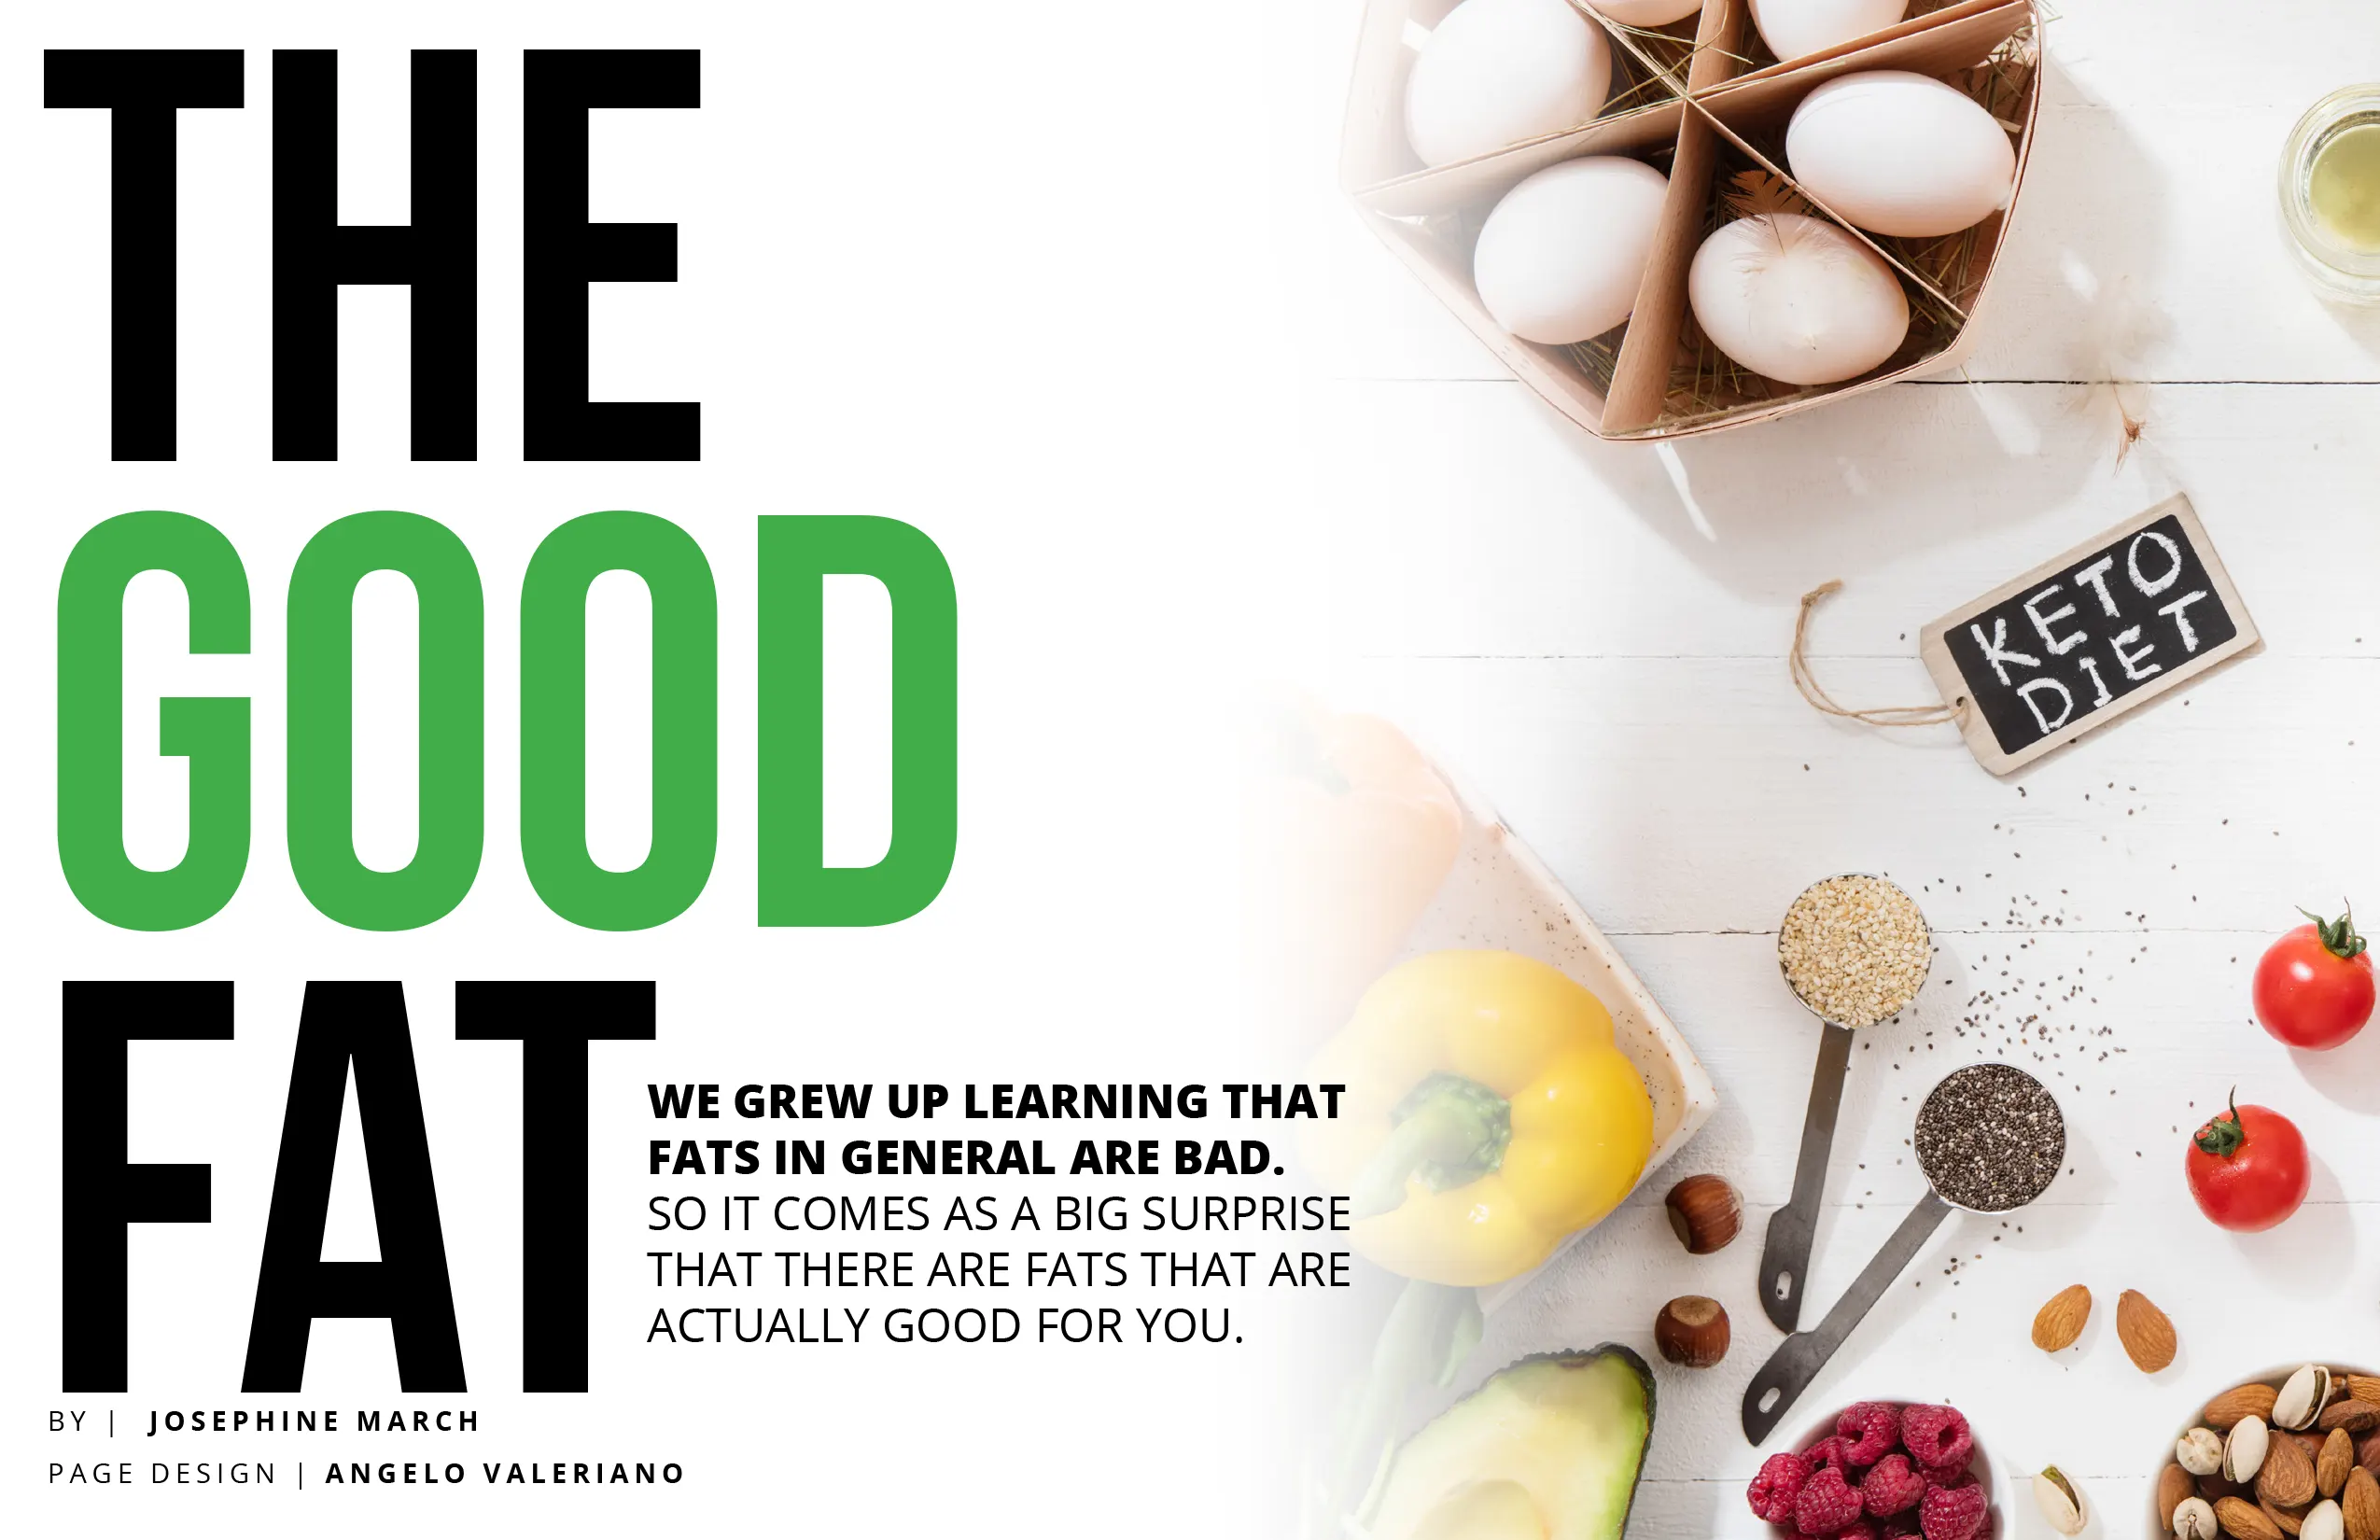 THE
GOOD
FAT
WE GREW UP LEARNING THAT
FATS IN GENERAL ARE BAD.
SO IT COMES AS A BIG SURPRISE
THAT THERE ARE FATS THAT ARE
ACTUALLY GOOD FOR YOU.
BY | JOSEPHINE MARCH
PAGE DESIGN | ANGELO VALERIANO
KETO
DIET